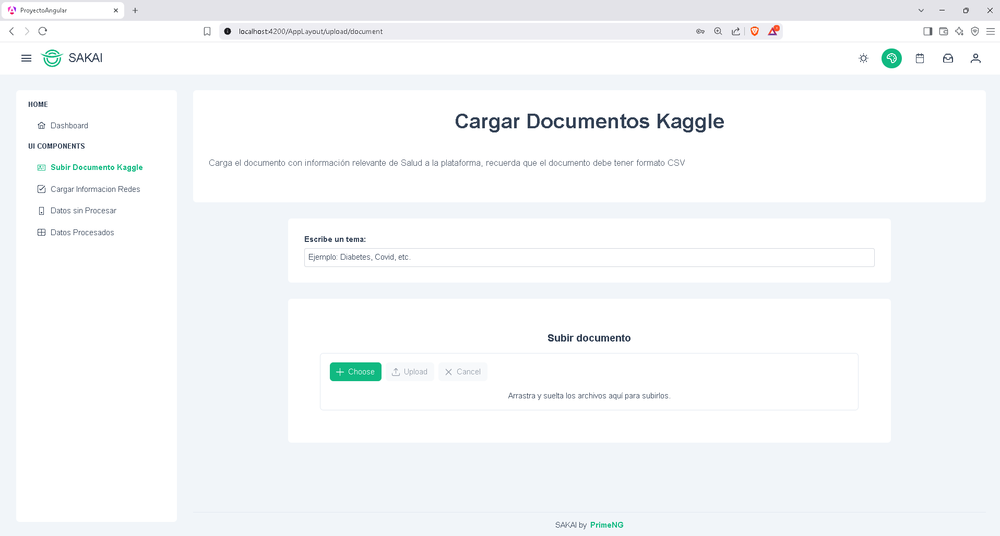 ProyectoAngular
localhost:4200/AppLayout/upload/document
SAKAI
HOME
Dashboard
UI COMPONENTS
Subir Documento Kaggle
Cargar Informacion Redes
Datos sin Procesar
Datos Procesados
Cargar Documentos Kaggle
Carga el documento con información relevante de Salud a la plataforma, recuerda que el documento debe tener formato CSV
Escribe un tema:
Ejemplo: Diabetes, Covid, etc.
Subir documento
Choose Upload Cancel
Arrastra y suelta los archivos aquí para subirlos.
SAKAI by PrimeNG